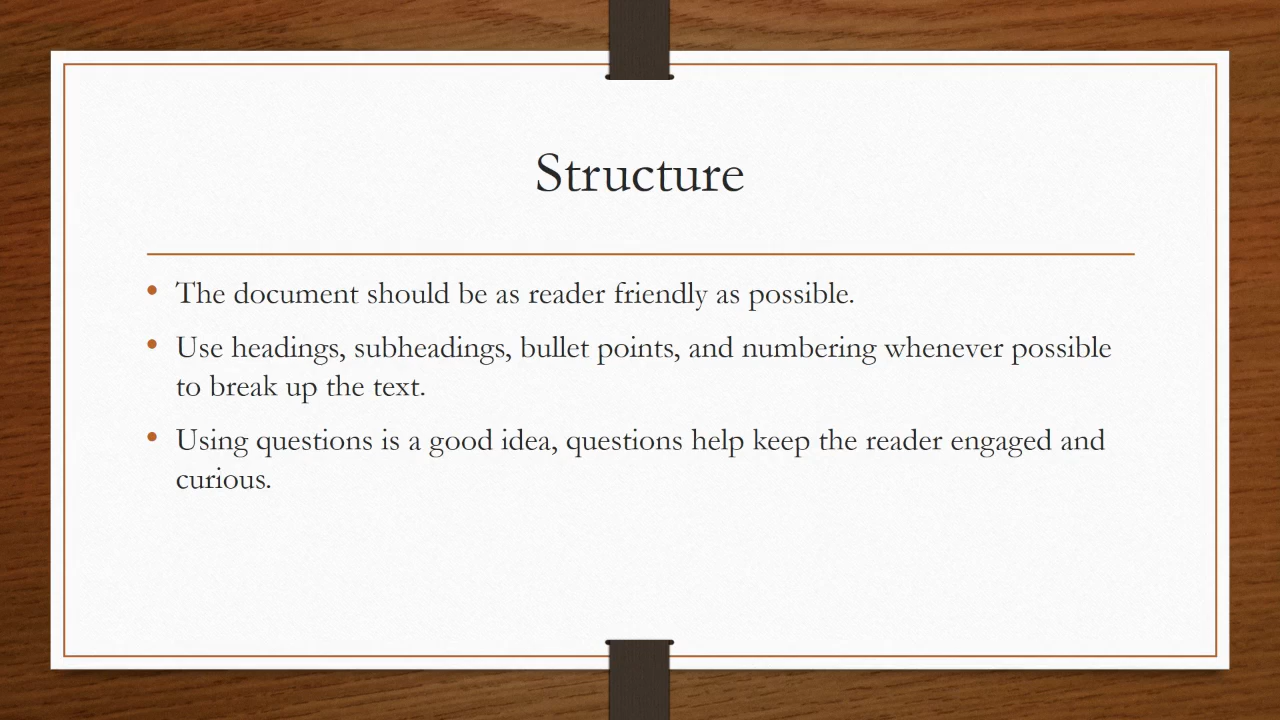 Structure
• The document should be as reader friendly as possible.
• Use headings, subheadings, bullet points, and numbering whenever possible
to break up the text.
• Using questions is a good idea, questions help keep the reader engaged and
curious.